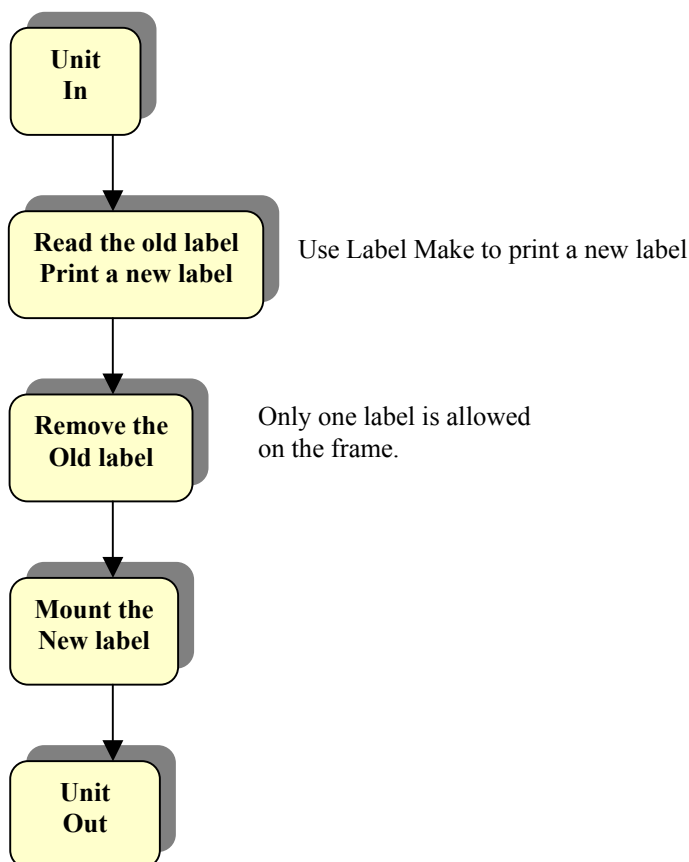 Unit
In
Read the old label
Print a new label
Use Label Make to print a new label
Remove the
Old label
Only one label is allowed
on the frame.
Mount the
New label
Unit
Out